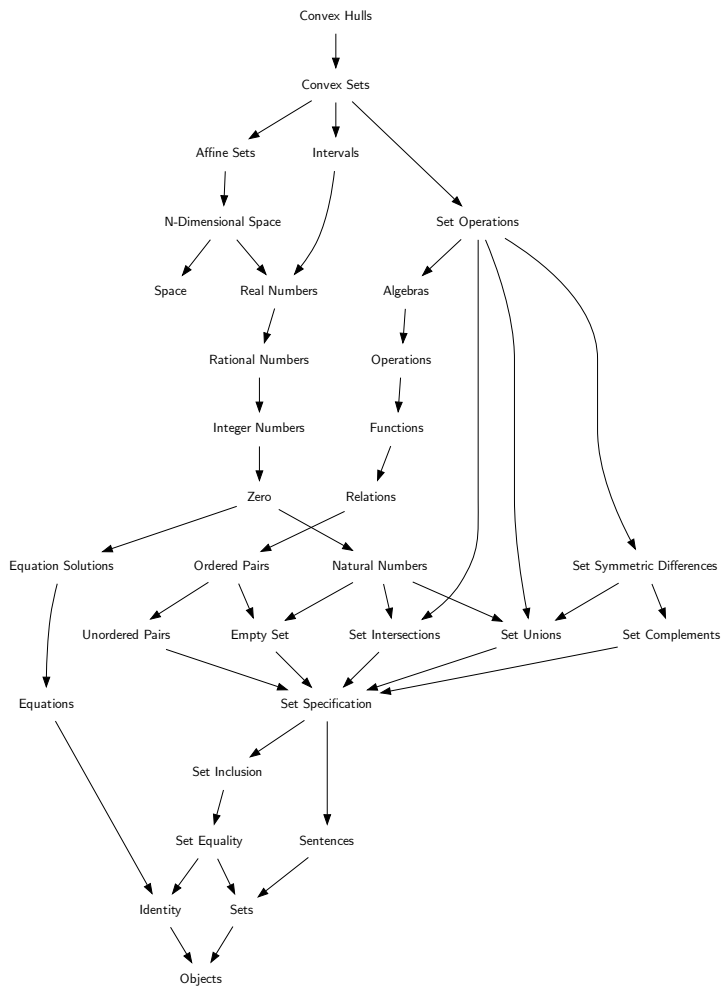 Convex Hulls
Convex Sets
Affine Sets
Intervals
N-Dimensional Space
Set Operations
Space
Real Numbers
Algebras
Rational Numbers
Operations
Integer Numbers
Functions
Zero
Relations
Equation Solutions
Ordered Pairs
Natural Numbers
Set Symmetric Differences
Unordered Pairs
Empty Set
Set Intersections
Set Unions
Set Complements
Equations
Set Specification
Set Inclusion
Set Equality
Sentences
Identity
Sets
Objects